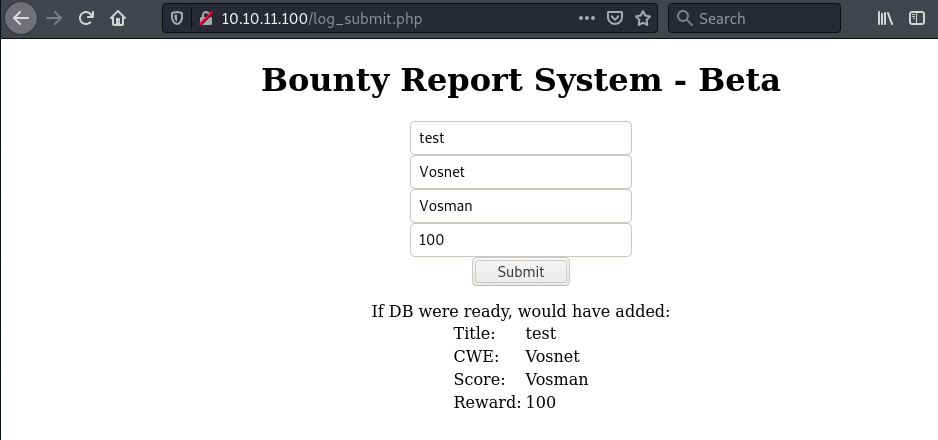 10.10.11.100/log_submit.php
Search
Bounty Report System - Beta
test
Vosnet
Vosman
100
Submit
If DB were ready, would have added:
Title: test
CWE: Vosnet
Score: Vosman
Reward: 100